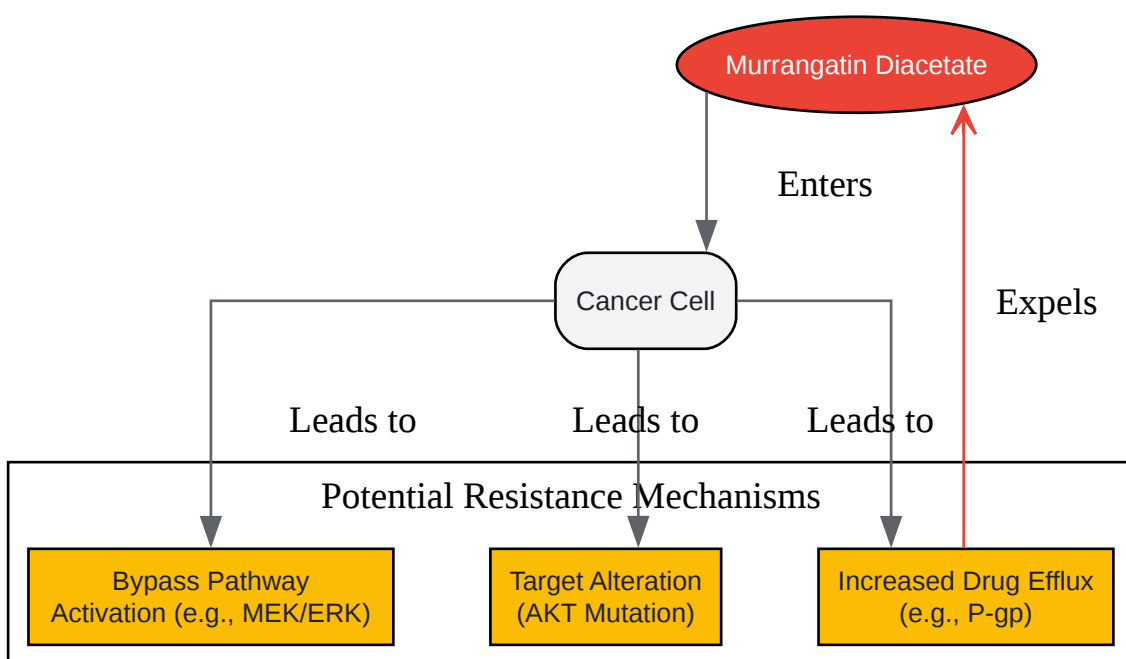 Murrangatin Diacetate
Enters
Cancer Cell
Expels
Leads to
Leads to
Leads to
Potential Resistance Mechanisms
Bypass Pathway
Activation (e.g., MEK/ERK)
Target Alteration
(AKT Mutation)
Increased Drug Efflux
(e.g., P-gp)